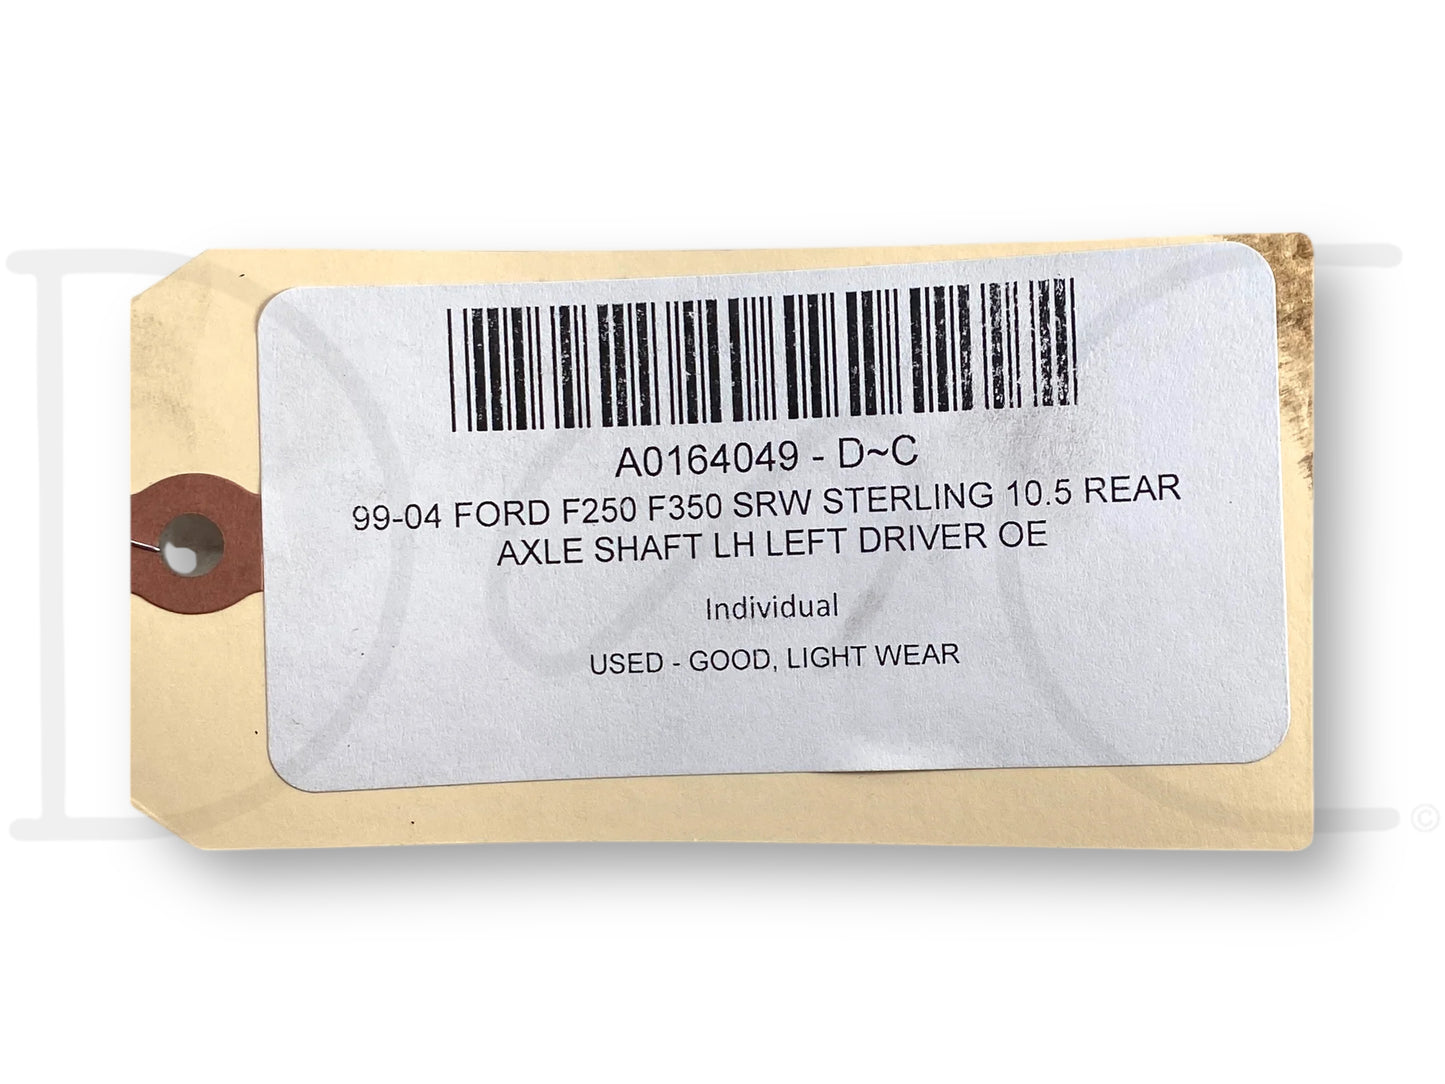 A0164049 - D~C
99-04 FORD F250 F350 SRW STERLING 10.5 REAR
AXLE SHAFT LH LEFT DRIVER OE
Individual
USED - GOOD, LIGHT WEAR
©